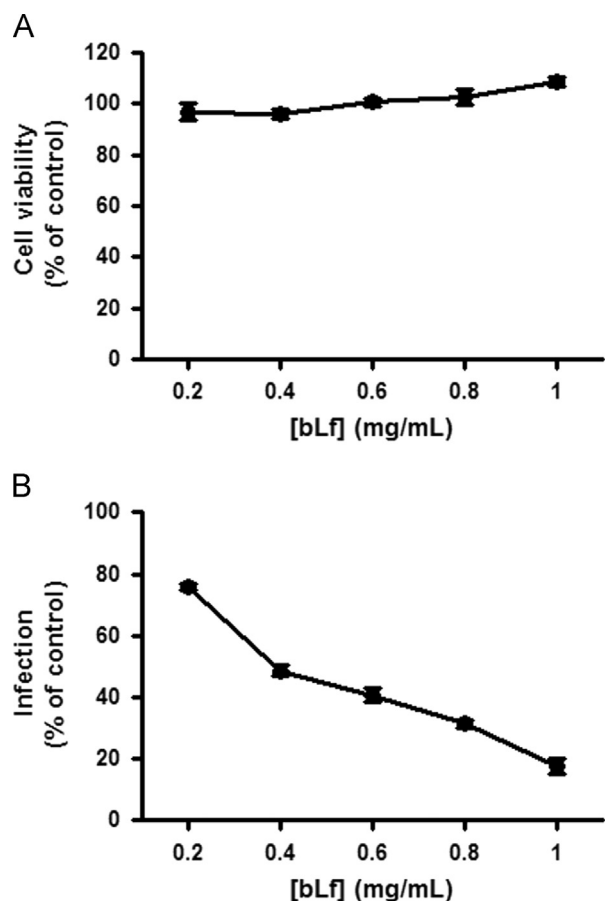 A
120
100
80
60
40
20
0
Cell viability
(% of control)
0.2 0.4 0.6 0.8 1
[bLf] (mg/mL)
B
100
80
60
40
20
0
Infection
(% of control)
0.2 0.4 0.6 0.8 1
[bLf] (mg/mL)